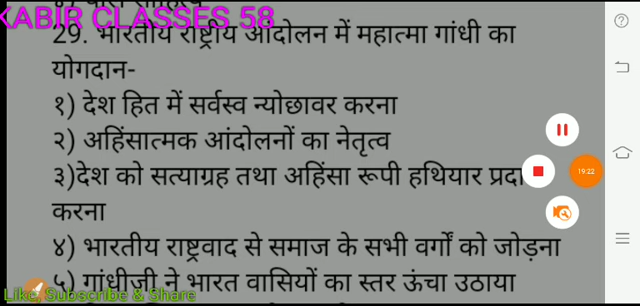 KABIR CLASSES 58
29. भारतीय राष्ट्रीय आंदोलन में महात्मा गांधी का
योगदान-
१) देश हित में सर्वस्व न्योछावर करना
२) अहिंसात्मक आंदोलनों का नेतृत्व
३)देश को सत्याग्रह तथा अहिंसा रूपी हथियार
19:22
करना
४) भारतीय राष्ट्रवाद से समाज के सभी वर्गों को जोड़ना
५) गांधीजी ने भारत वासियों का स्तर ऊंचा उठाया
Like, Subscribe & Share